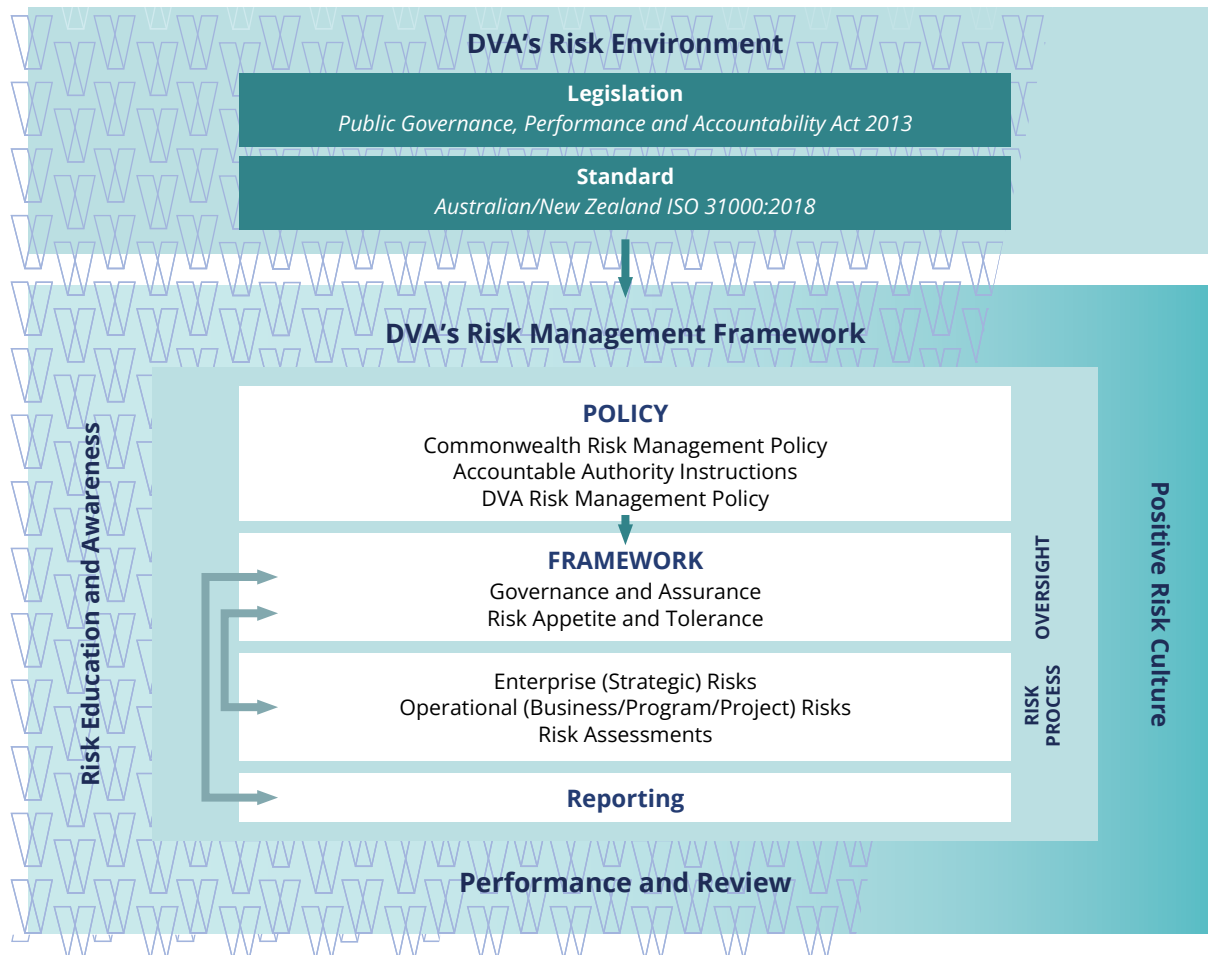 DVA’s Risk Environment
Legislation
Public Governance, Performance and Accountability Act 2013
Standard
Australian/New Zealand ISO 31000:2018
DVA’s Risk Management Framework
Risk Education and Awareness
POLICY
Commonwealth Risk Management Policy
Accountable Authority Instructions
DVA Risk Management Policy
FRAMEWORK
Governance and Assurance
Risk Appetite and Tolerance
OVERSIGHT
Enterprise (Strategic) Risks
Operational (Business/Program/Project) Risks
Risk Assessments
RISK
PROCESS
Reporting
Positive Risk Culture
Performance and Review